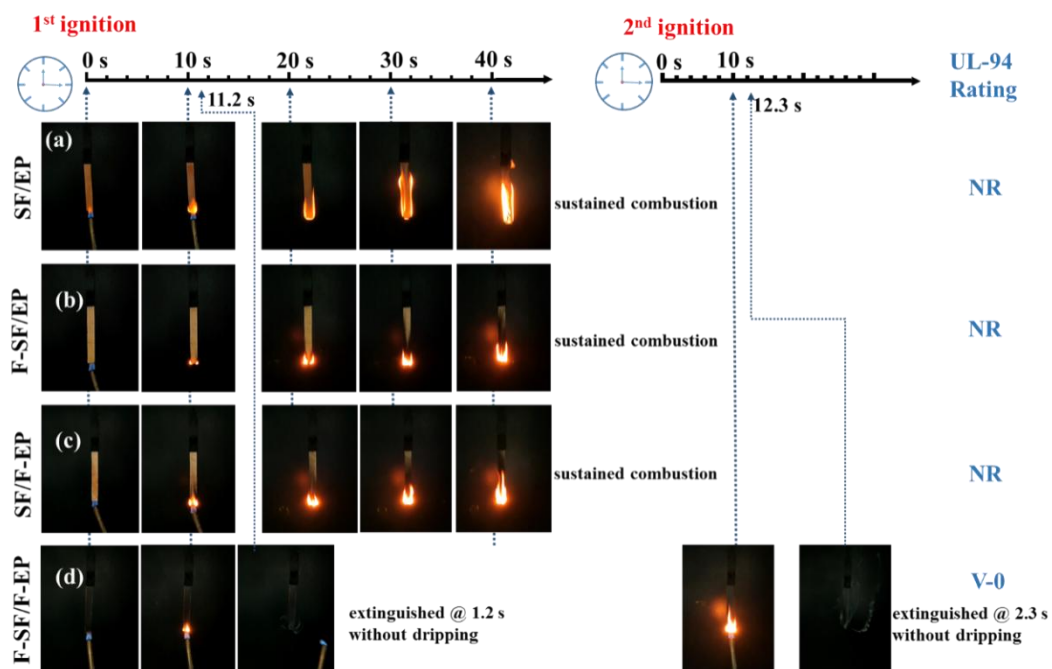 1st ignition
2nd ignition
0 s 10 s 20 s 30 s 40 s
0 s 10 s
UL-94
Rating
11.2 s
12.3 s
(a)
SF/EP
sustained combustion
NR
(b)
F-SF/EP
sustained combustion
NR
(c)
SF/F-EP
sustained combustion
NR
(d)
F-SF/F-EP
extinguished @ 1.2 s
without dripping
V-0
extinguished @ 2.3 s
without dripping